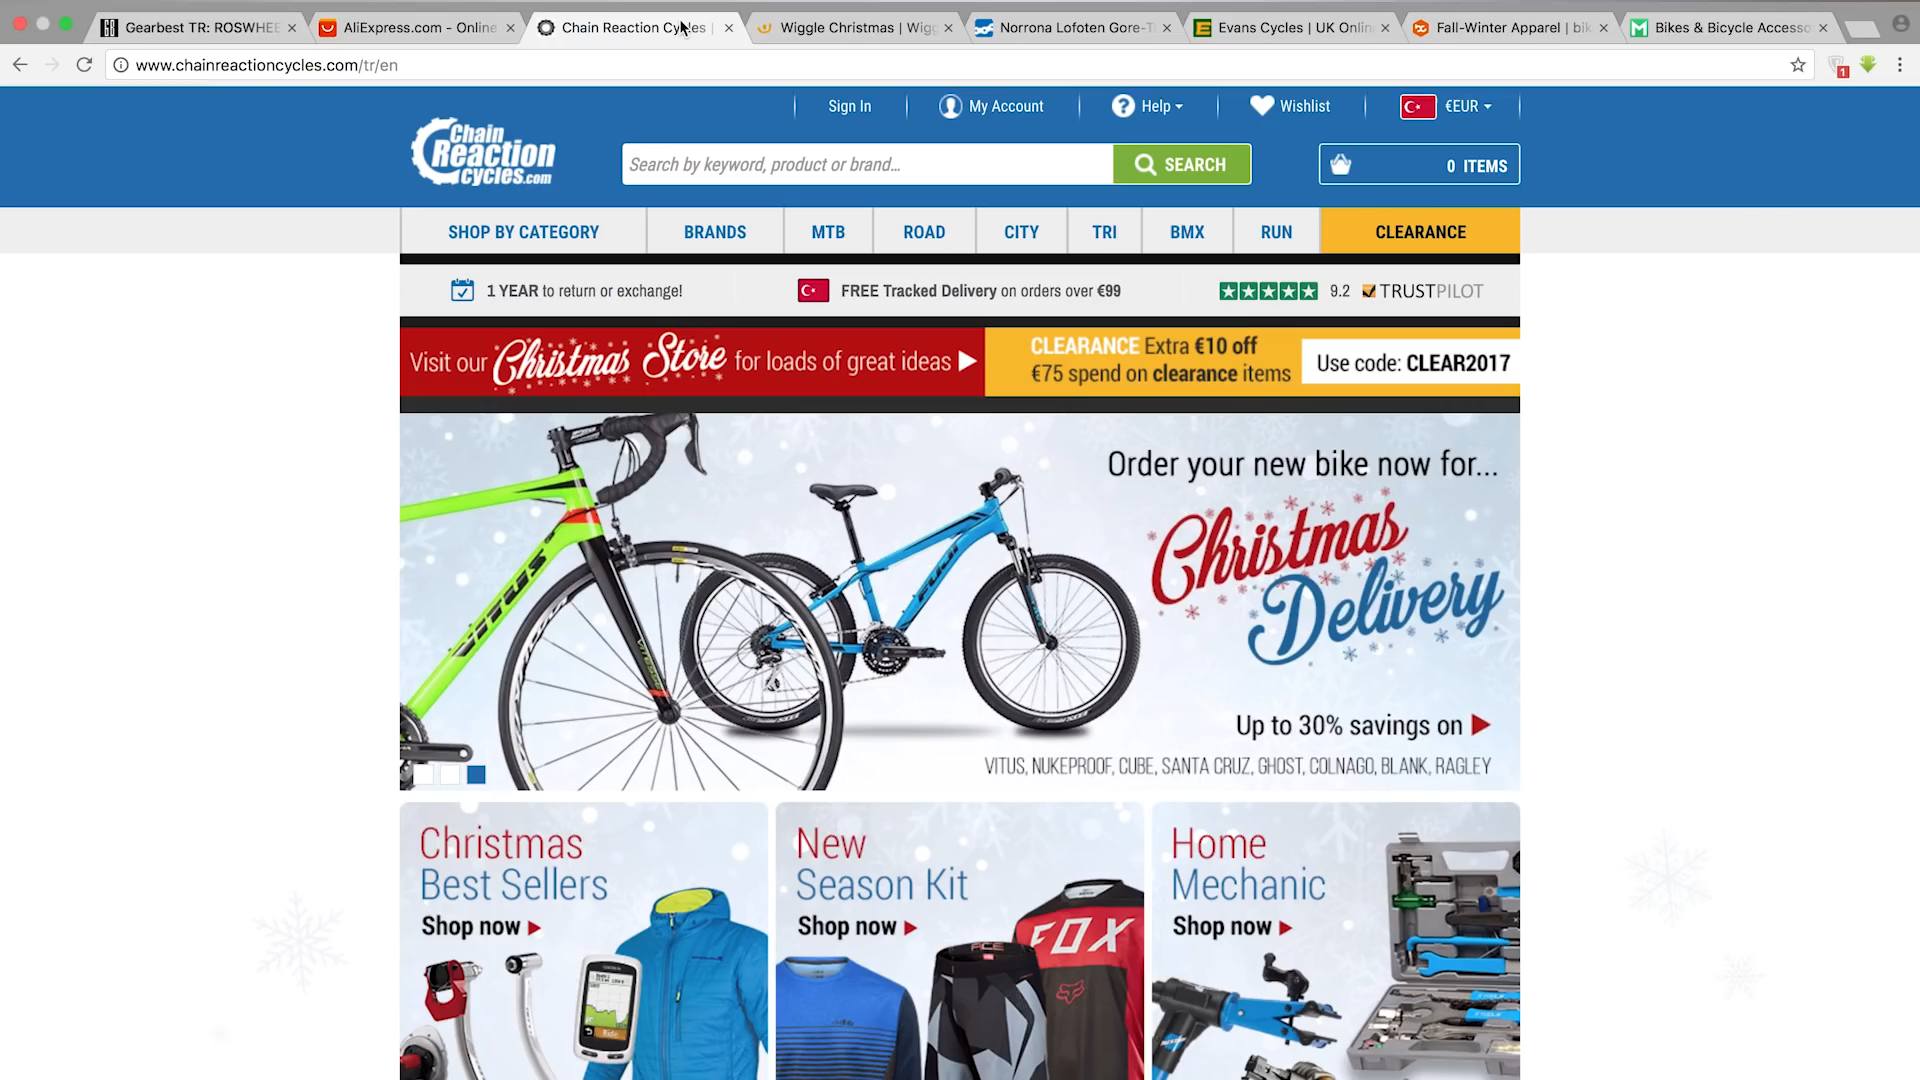 Gearbest TR: ROSWHEE
AliExpress.com - Online
Chain Reaction Cycles |
Wiggle Christmas | Wigg
Norrona Lofoten Gore-T
Evans Cycles | UK Onlin
Fall-Winter Apparel | bik
Bikes & Bicycle Accesso
www.chainreactioncycles.com/tr/en
1
Sign In
My Account
Help
Wishlist
€EUR
Chain
Reaction
cycles.com
Search by keyword, product or brand...
SEARCH
0 ITEMS
SHOP BY CATEGORY
BRANDS
MTB
ROAD
CITY
TRI
BMX
RUN
CLEARANCE
1 YEAR to return or exchange!
FREE Tracked Delivery on orders over €99
9.2
TRUSTPILOT
Visit our Christmas Store for loads of great ideas
CLEARANCE Extra €10 off
€75 spend on clearance items
Use code: CLEAR2017
Order your new bike now for...
Christmas
Delivery
VITUS
FUJI
Up to 30% savings on
VITUS, NUKEPROOF, CUBE, SANTA CRUZ, GHOST, COLNAGO, BLANK, RAGLEY
Christmas
Best Sellers
Shop now
New
Season Kit
Shop now
FOX
RACE
Home
Mechanic
Shop now